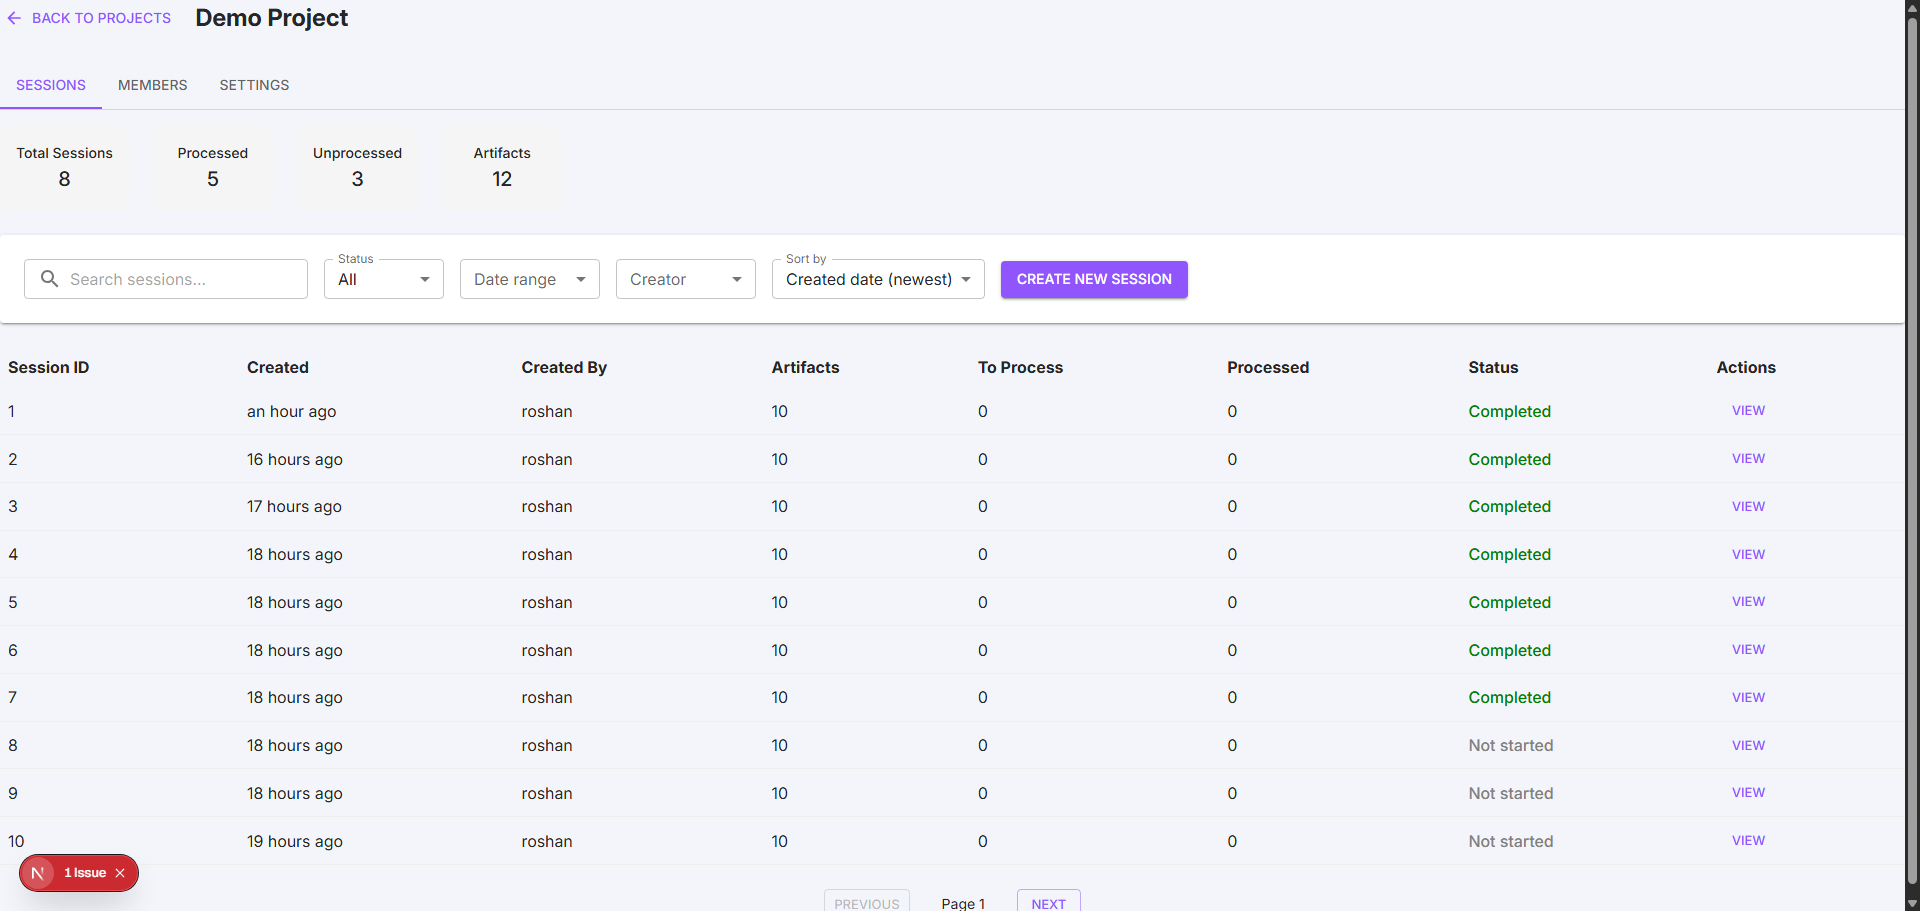 BACK TO PROJECTS Demo Project
SESSIONS MEMBERS SETTINGS
Total Sessions Processed Unprocessed Artifacts
8 5 3 12
Status Sort by
Search sessions... All Date range Creator Created date (newest) CREATE NEW SESSION
Session ID Created Created By Artifacts To Process Processed Status Actions
1 an hour ago roshan 10 0 0 Completed VIEW
2 16 hours ago roshan 10 0 0 Completed VIEW
3 17 hours ago roshan 10 0 0 Completed VIEW
4 18 hours ago roshan 10 0 0 Completed VIEW
5 18 hours ago roshan 10 0 0 Completed VIEW
6 18 hours ago roshan 10 0 0 Completed VIEW
7 18 hours ago roshan 10 0 0 Completed VIEW
8 18 hours ago roshan 10 0 0 Not started VIEW
9 18 hours ago roshan 10 0 0 Not started VIEW
10 19 hours ago roshan 10 0 0 Not started VIEW
N 1 Issue
PREVIOUS Page 1 NEXT